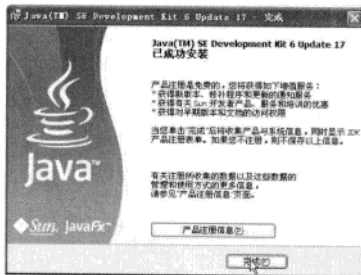 Java(TM) SE Development Kit 6 Update 17 - 完成
Java(TM) SE Development Kit 6 Update 17
已成功安装
产品注册是免费的，您将获得如下增值服务：
* 获得新版本、修补程序和更新的通知服务
* 获得有关 Sun 开发者产品、服务和培训的优惠
* 获得对早期版本和文档的访问权限
当您单击“完成”后将收集产品与系统信息，同时显示 JDK
产品注册表单。如果您不注册，则不保存以上信息。
有关注册所收集的数据以及这些数据的
管理和使用方式的更多信息，
请参见“产品注册信息”页面。
Java™
Sun. JavaFX™
产品注册信息(P)
完成(F)